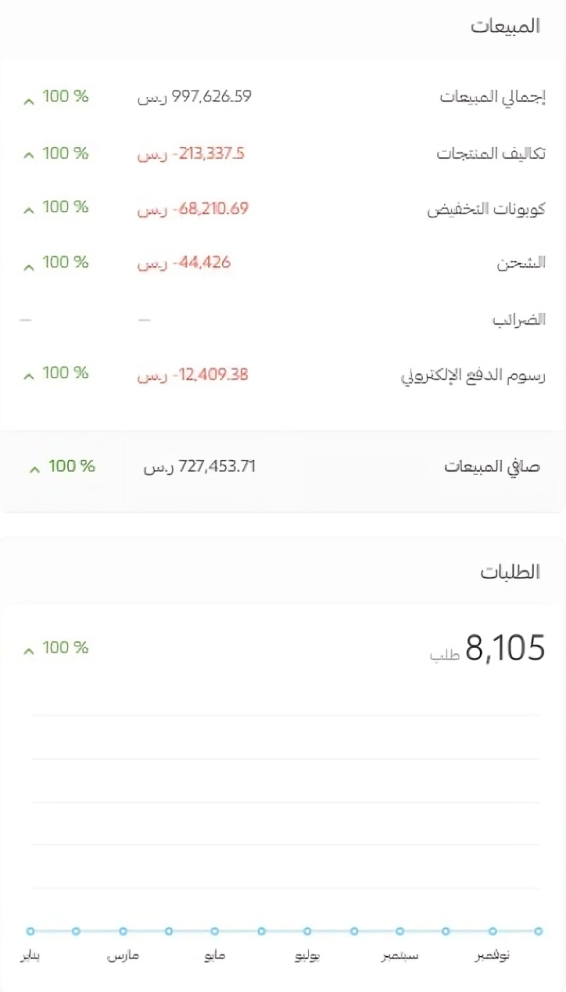 المبيعات
إجمالي المبيعات 997,626.59 ر.س 100 %
تكاليف المنتجات -213,337.5 ر.س 100 %
كوبونات التخفيض -68,210.69 ر.س 100 %
الشحن -44,426 ر.س 100 %
الضرائب – –
رسوم الدفع الإلكتروني -12,409.38 ر.س 100 %
صافي المبيعات 727,453.71 ر.س 100 %
الطلبات
8,105 طلب 100 %
يناير مارس مايو يوليو سبتمبر نوفمبر